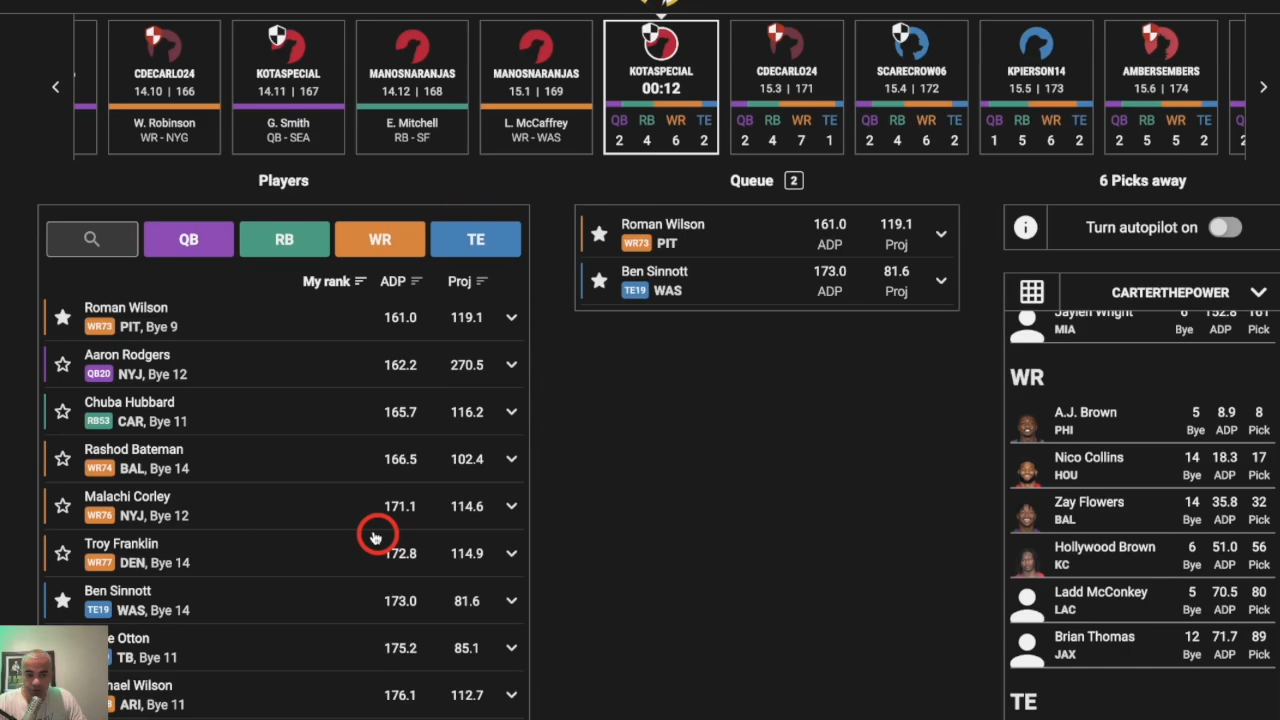 CDECARLO24
14.10 | 166
W. Robinson
WR - NYG
KOTASPECIAL
14.11 | 167
G. Smith
QB - SEA
MANOSNARANJAS
14.12 | 168
E. Mitchell
RB - SF
MANOSNARANJAS
15.1 | 169
L. McCaffrey
WR - WAS
KOTASPECIAL
00:12
QB RB WR TE
2 4 6 2
CDECARLO24
15.3 | 171
QB RB WR TE
2 4 7 1
SCARECROW06
15.4 | 172
QB RB WR TE
2 4 6 2
KPIERSON14
15.5 | 173
QB RB WR TE
1 5 6 2
AMBERSEMBERS
15.6 | 174
QB RB WR TE
2 5 5 2
Players
QB RB WR TE
My rank ADP Proj
Roman Wilson
WR73 PIT, Bye 9
161.0 119.1
Aaron Rodgers
QB20 NYJ, Bye 12
162.2 270.5
Chuba Hubbard
RB53 CAR, Bye 11
165.7 116.2
Rashod Bateman
WR74 BAL, Bye 14
166.5 102.4
Malachi Corley
WR76 NYJ, Bye 12
171.1 114.6
Troy Franklin
WR77 DEN, Bye 14
172.8 114.9
Ben Sinnott
TE19 WAS, Bye 14
173.0 81.6
Otton
TB, Bye 11
175.2 85.1
Wilson
ARI, Bye 11
176.1 112.7
Queue 2
Roman Wilson
WR73 PIT
161.0 119.1
ADP Proj
Ben Sinnott
TE19 WAS
173.0 81.6
ADP Proj
6 Picks away
Turn autopilot on
CARTERTHEPOWER
Jaylen Wright 6 152.8 161
MIA Bye ADP Pick
WR
A.J. Brown 5 8.9 8
PHI Bye ADP Pick
Nico Collins 14 18.3 17
HOU Bye ADP Pick
Zay Flowers 14 35.8 32
BAL Bye ADP Pick
Hollywood Brown 6 51.0 56
KC Bye ADP Pick
Ladd McConkey 5 70.5 80
LAC Bye ADP Pick
Brian Thomas 12 71.7 89
JAX Bye ADP Pick
TE